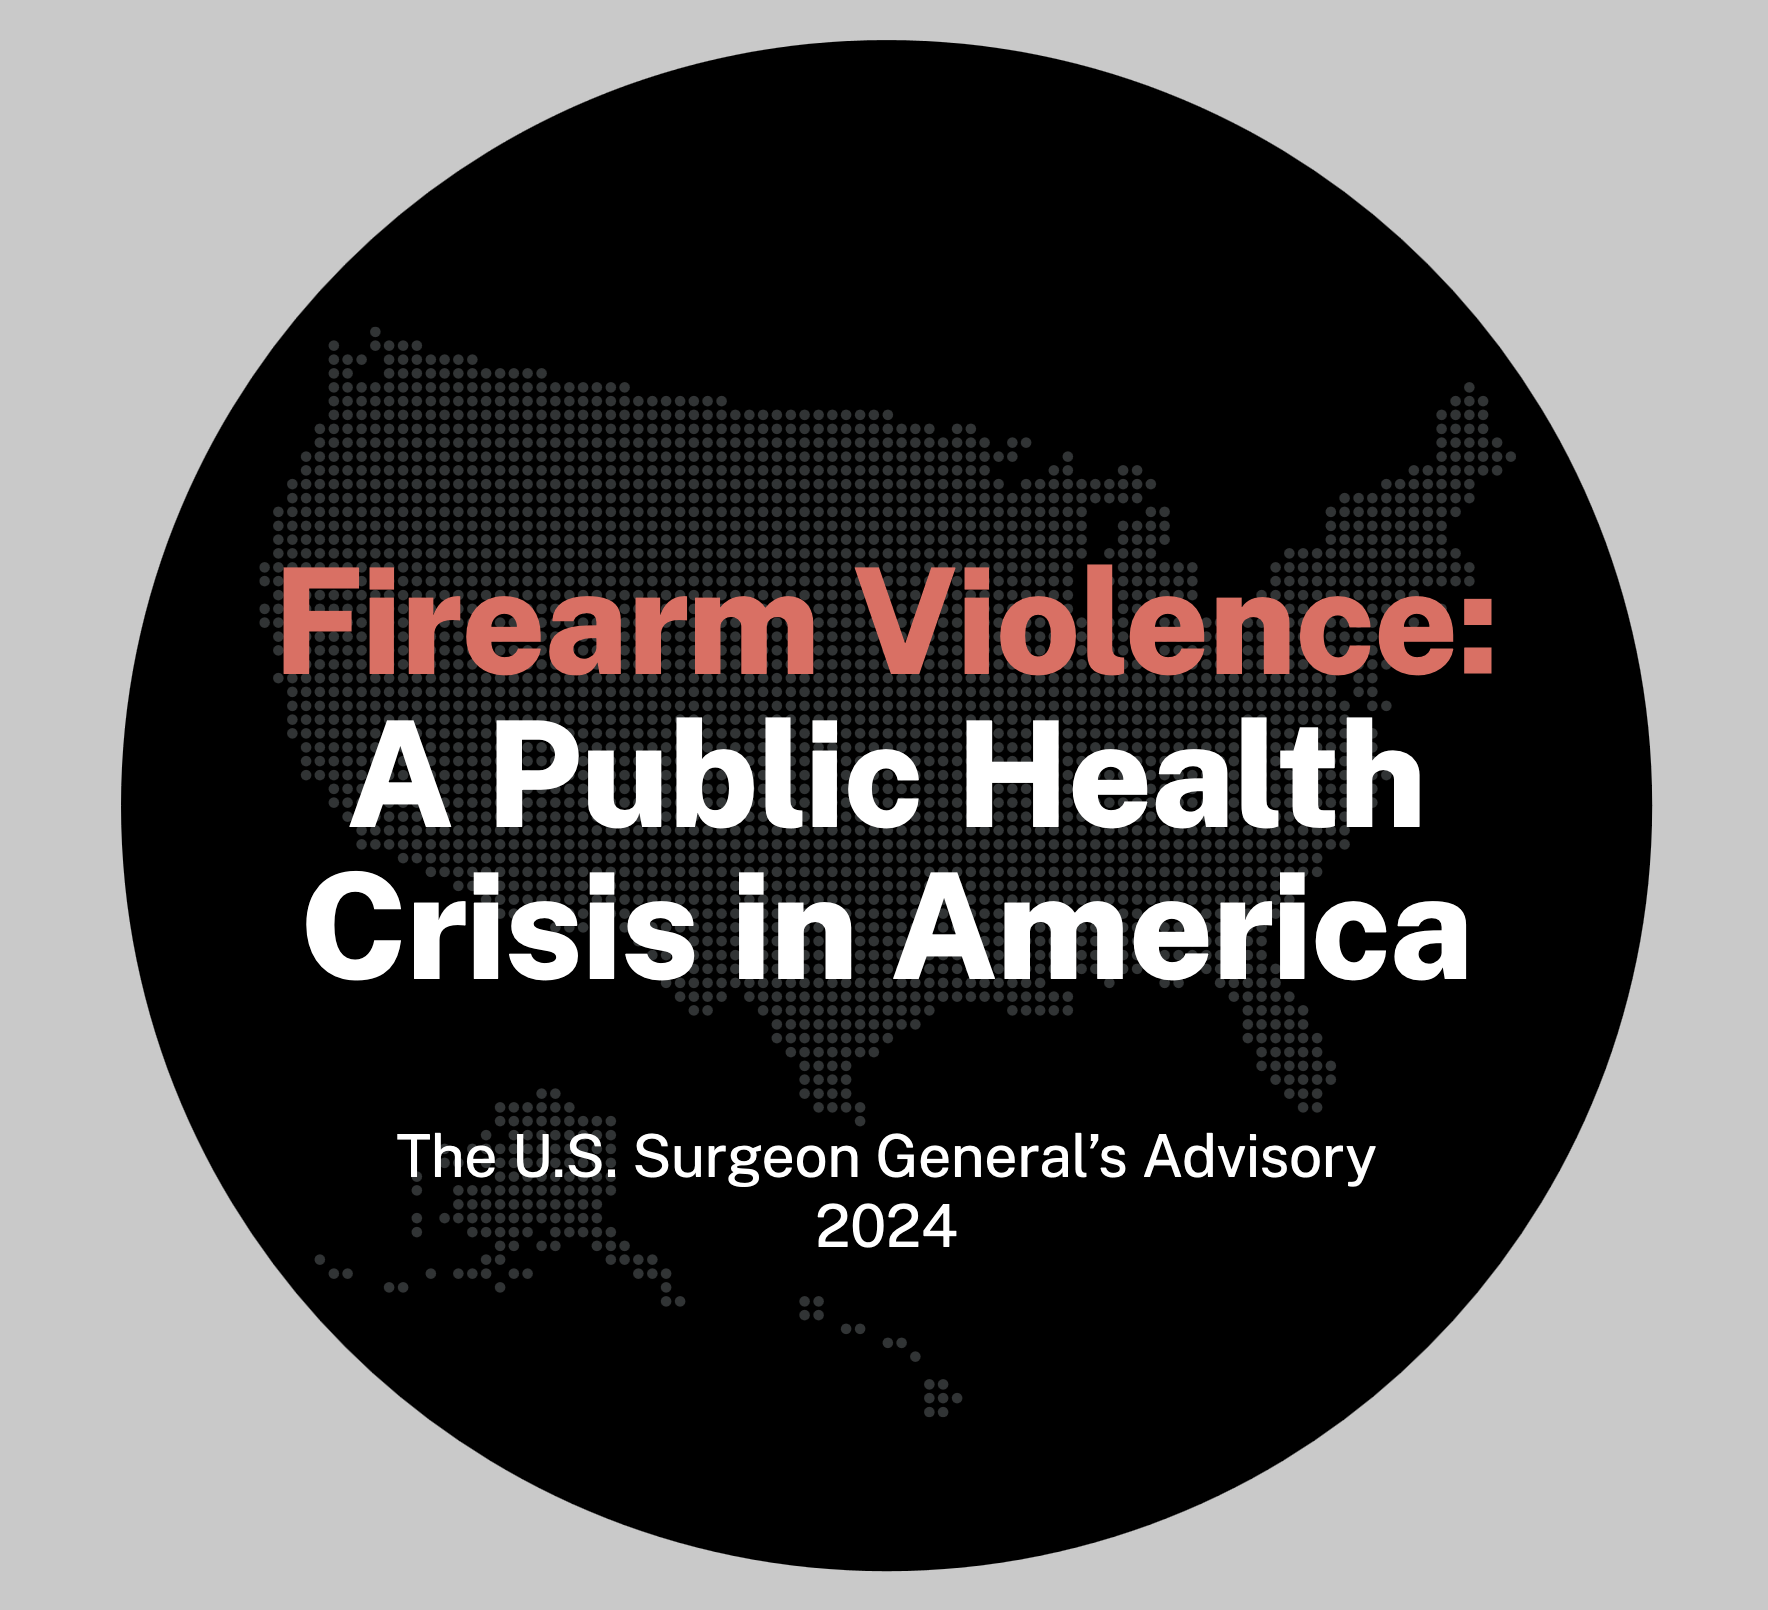 Firearm Violence:
A Public Health
Crisis in America
The U.S. Surgeon General’s Advisory
2024